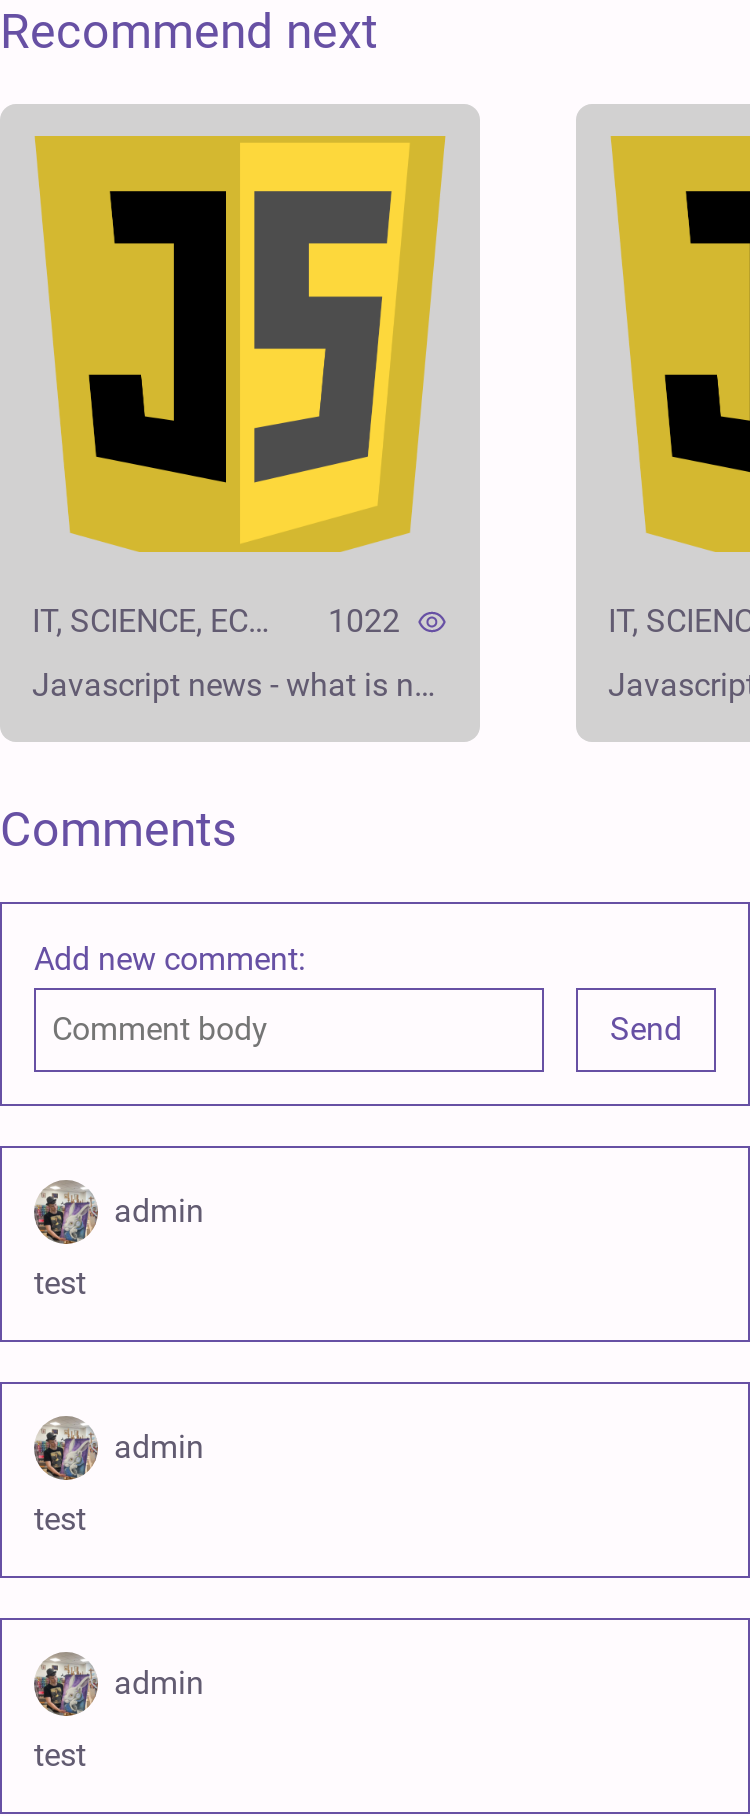 Recommend next
JS
IT, SCIENCE, EC...
1022
IT, SCIENC
Javascript news - what is n...
Javascript
Comments
Add new comment:
Comment body
Send
admin
test
admin
test
admin
test